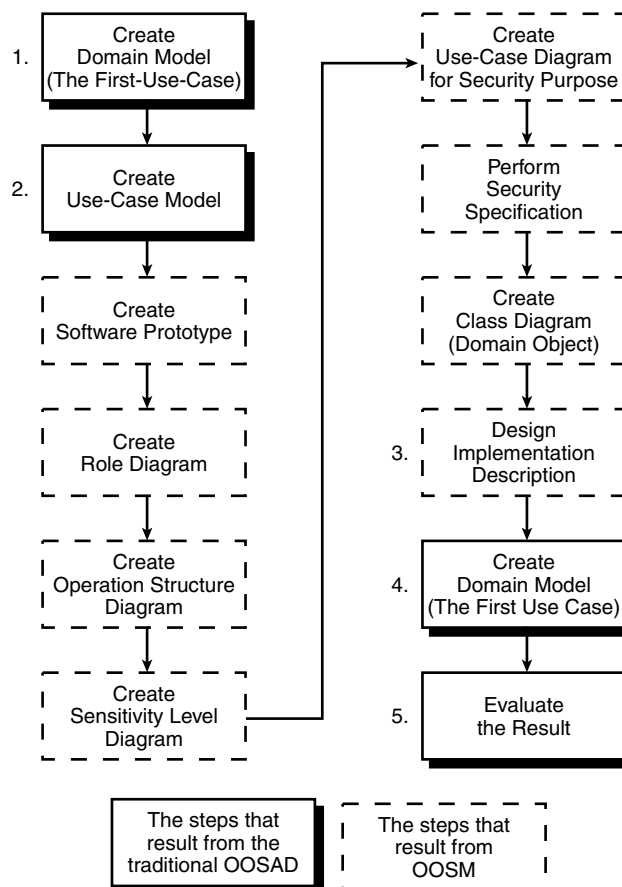 1.
Create
Domain Model
(The First-Use-Case)
2.
Create
Use-Case Model
Create
Software Prototype
Create
Role Diagram
Create
Operation Structure
Diagram
Create
Sensitivity Level
Diagram
Create
Use-Case Diagram
for Security Purpose
Perform
Security
Specification
Create
Class Diagram
(Domain Object)
3.
Design
Implementation
Description
4.
Create
Domain Model
(The First Use Case)
5.
Evaluate
the Result
The steps that
result from the
traditional OOSAD
The steps that
result from
OOSM